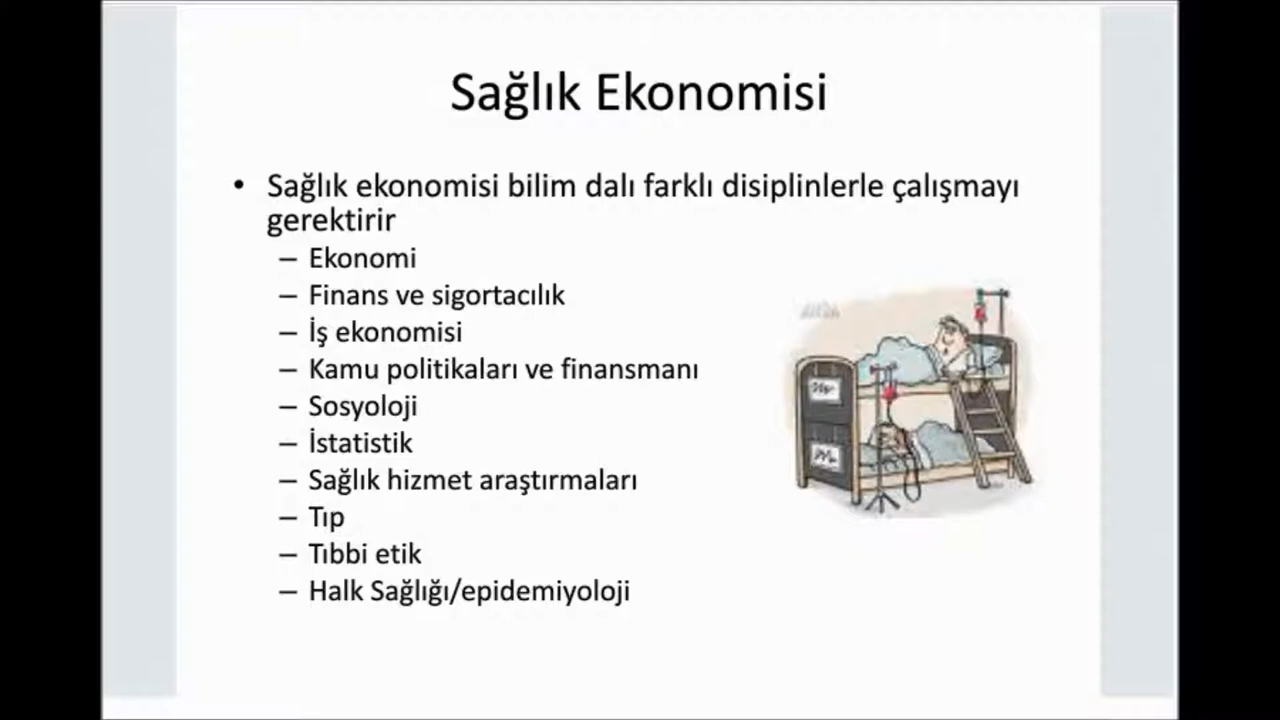 Sağlık Ekonomisi
• Sağlık ekonomisi bilim dalı farklı disiplinlerle çalışmayı
gerektirir
– Ekonomi
– Finans ve sigortacılık
– İş ekonomisi
– Kamu politikaları ve finansmanı
– Sosyoloji
– İstatistik
– Sağlık hizmet araştırmaları
– Tıp
– Tıbbi etik
– Halk Sağlığı/epidemiyoloji